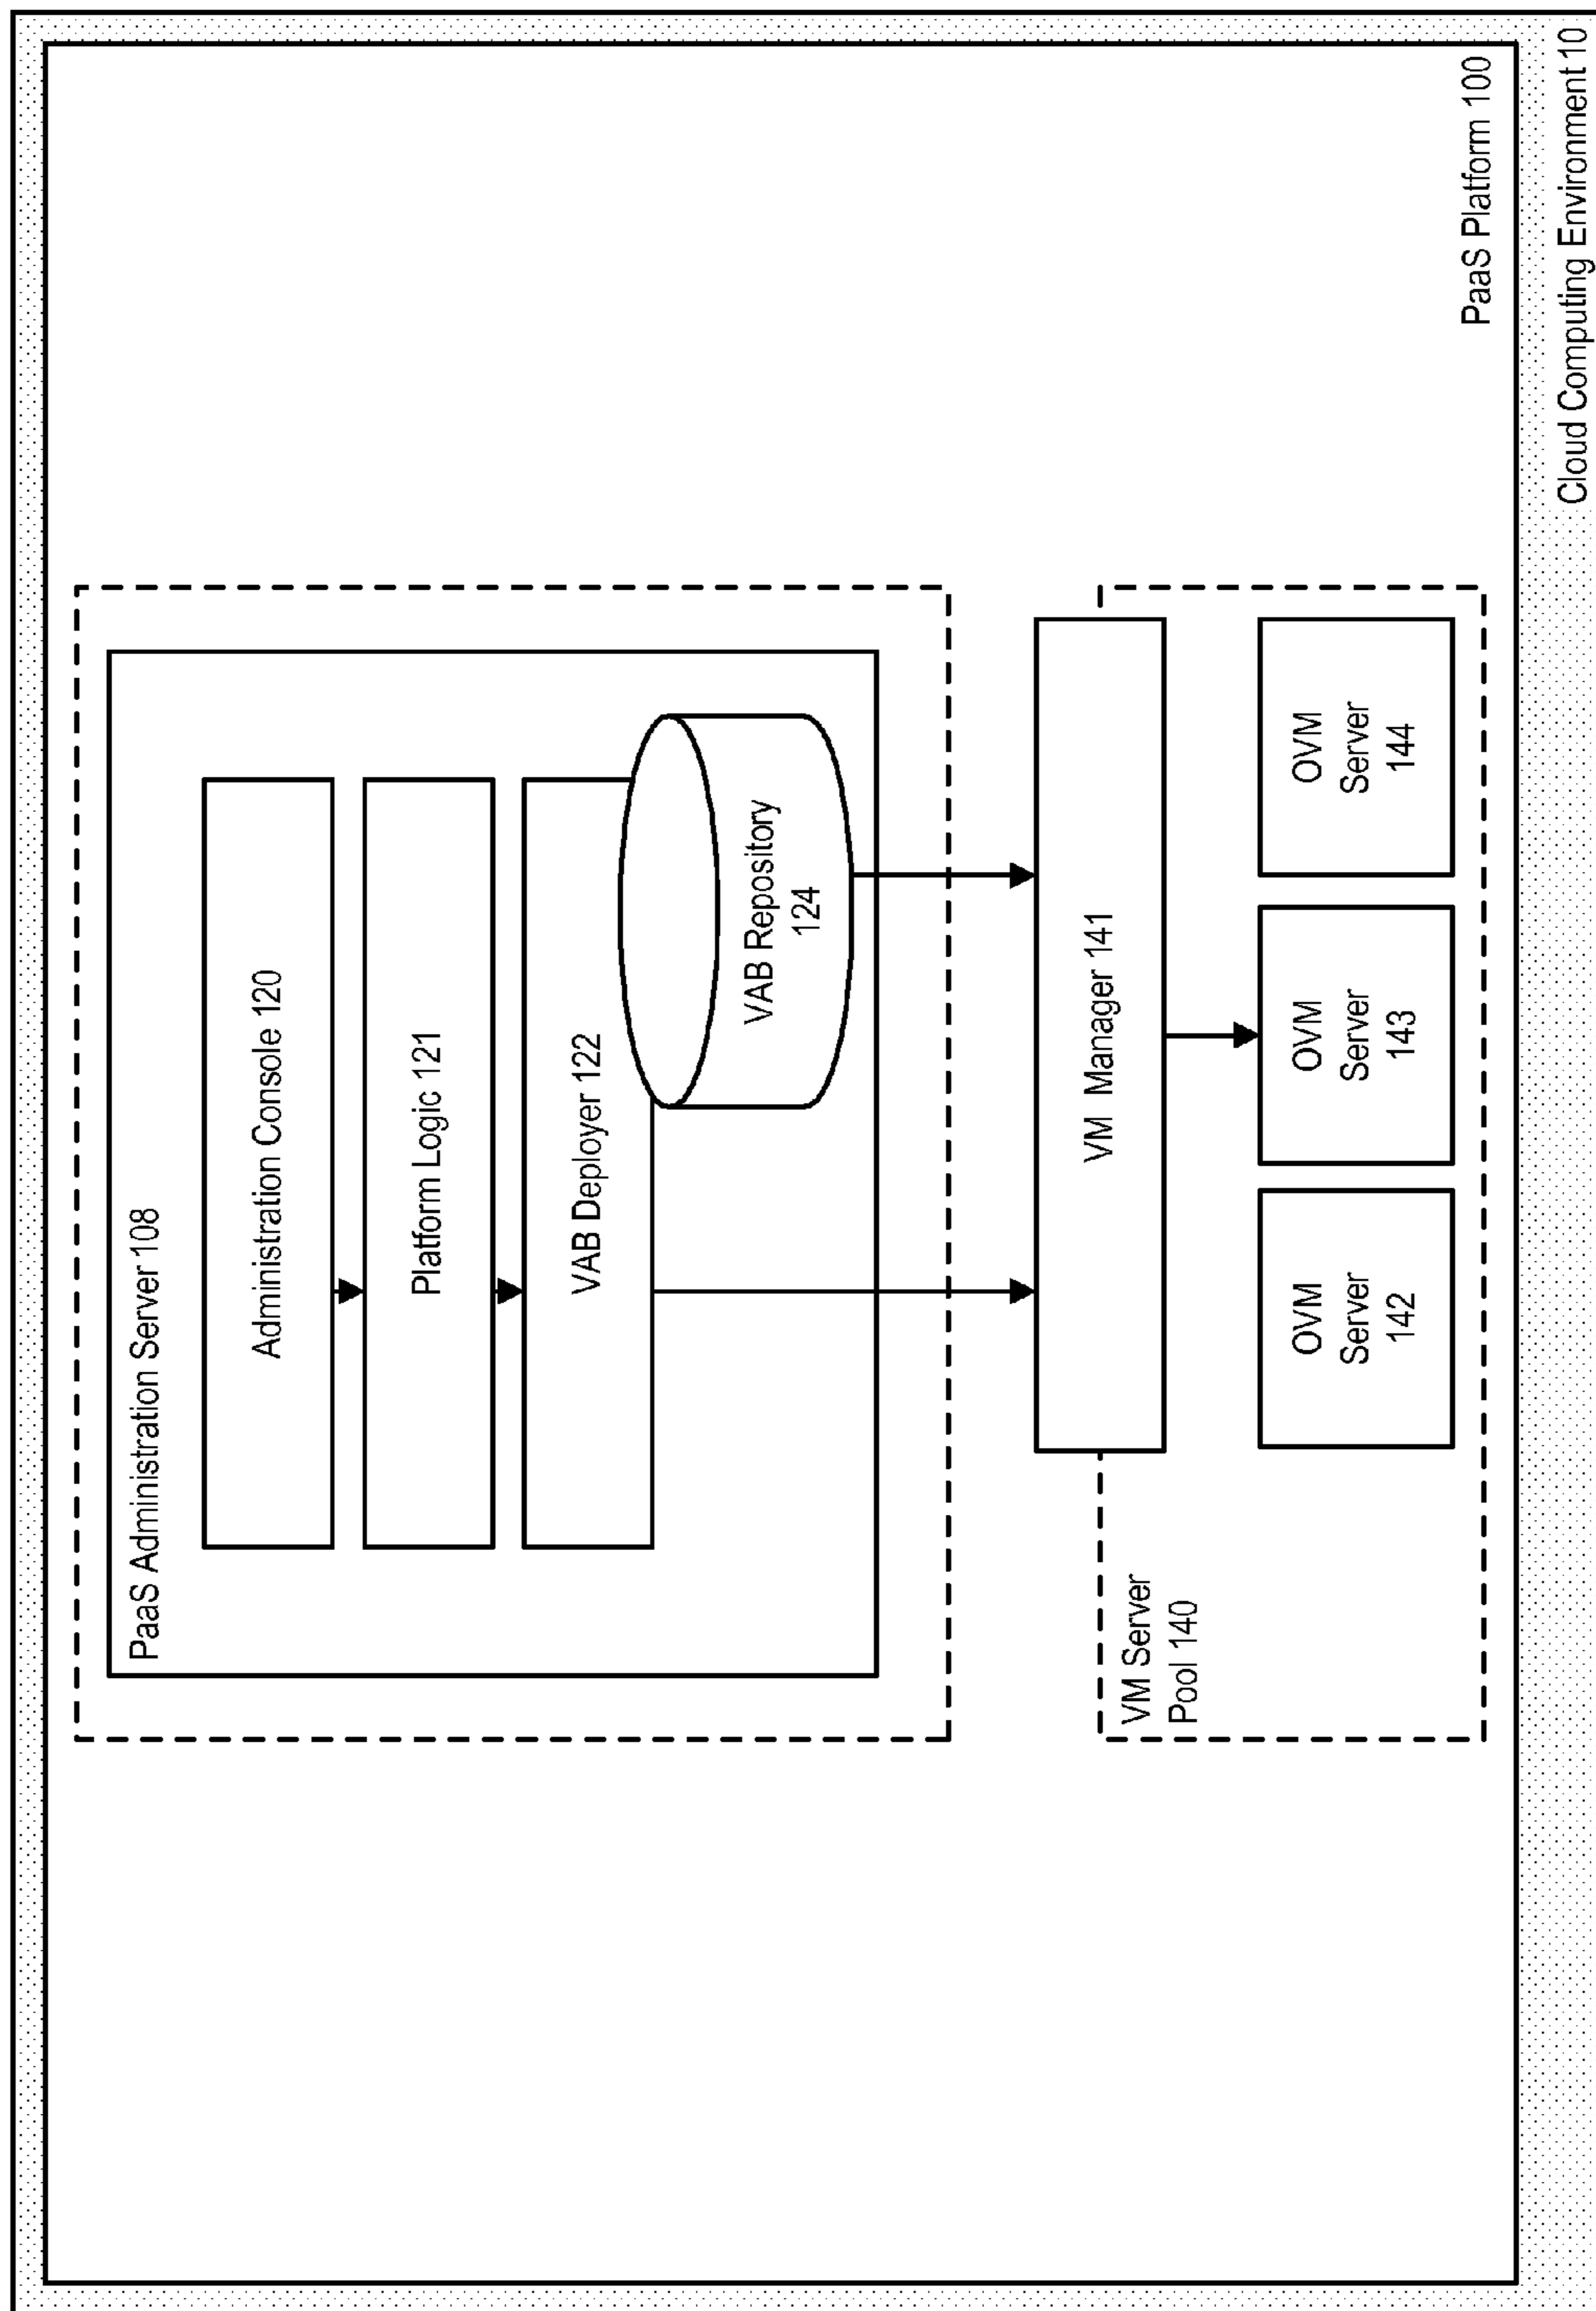 PaaS Administration Server 108
Administration Console 120
Platform Logic 121
VAB Deployer 122
VAB Repository
124
VM Server
Pool 140
VM Manager 141
OVM
Server
142
OVM
Server
143
OVM
Server
144
PaaS Platform 100
Cloud Computing Environment 10